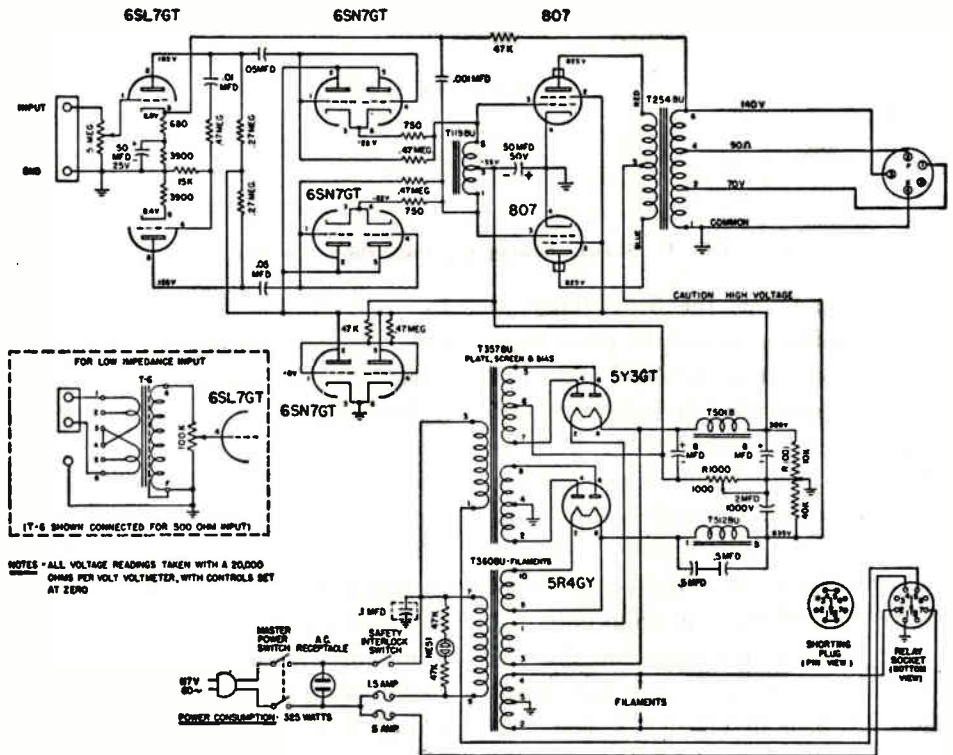 6SL7GT
6SN7GT
807
47K
.01 MFD
.05MFD
.001 MFD
T254 BU
RED
BLUE
INPUT
GND
.5 MEG
680
50 MFD
25V
3900
15K
3900
.47MEG
.27MEG
.27MEG
750
.47MEG
.47MEG
750
T119BU
50MFD
50V
6SN7GT
807
140V
90Ω
70V
COMMON
.05 MFD
CAUTION HIGH VOLTAGE
47K
.47MEG
6SN7GT
T357BU
PLATE, SCREEN & BIAS
5Y3GT
T501B
8 MFD
8 MFD
R1000
1000
10K
40K
2MFD
1000V
T512BU
.5MFD
.5MFD
FOR LOW IMPEDANCE INPUT
T-6
6SL7GT
100K
(T-6 SHOWN CONNECTED FOR 500 OHM INPUT)
NOTES - ALL VOLTAGE READINGS TAKEN WITH A 20,000
OHMS PER VOLT VOLTMETER, WITH CONTROLS SET
AT ZERO
T360BU - FILAMENTS
5R4GY
.1 MFD
47K
NE51
47K
MASTER POWER SWITCH
A.C. RECEPTACLE
SAFETY INTERLOCK SWITCH
1.5 AMP
5 AMP
117V
60~
POWER CONSUMPTION - 325 WATTS
FILAMENTS
SHORTING PLUG
(PIN VIEW)
RELAY SOCKET
(BOTTOM VIEW)